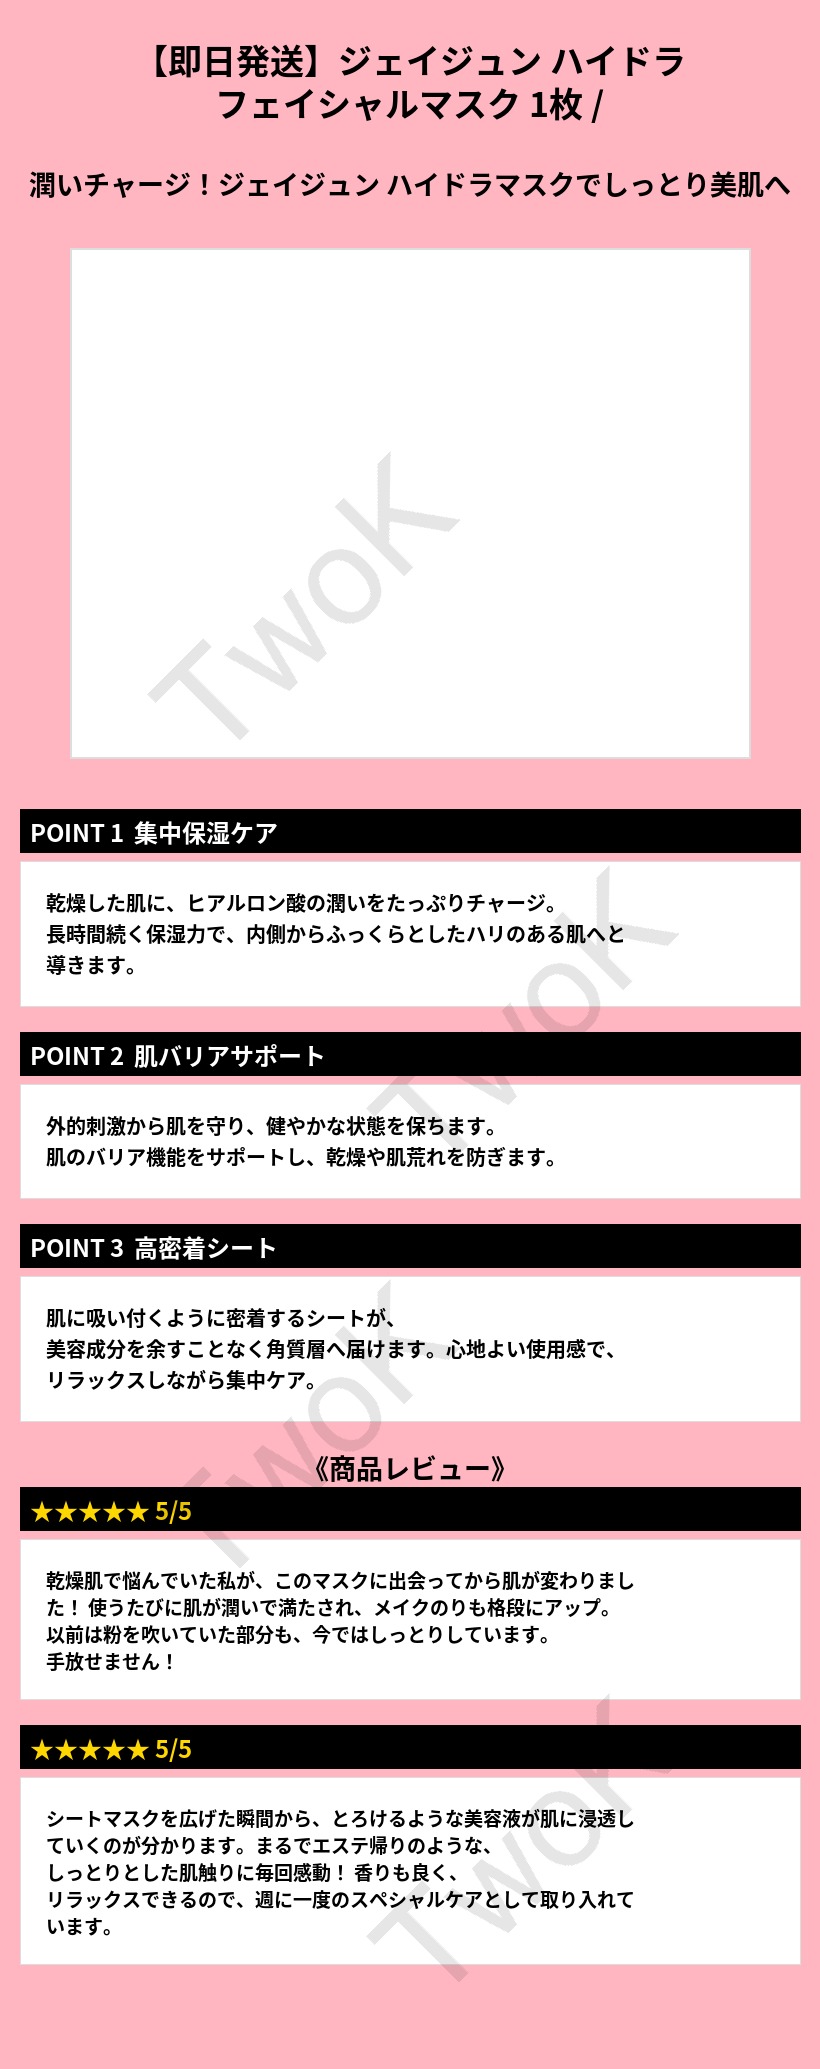 【即日発送】ジェイジュン ハイドラ
フェイシャルマスク 1枚 /
潤いチャージ！ジェイジュン ハイドラマスクでしっとり美肌へ
TwoK
POINT 1 集中保湿ケア
乾燥した肌に、ヒアルロン酸の潤いをたっぷりチャージ。
長時間続く保湿力で、内側からふっくらとしたハリのある肌へと
導きます。
TwoK
POINT 2 肌バリアサポート
外的刺激から肌を守り、健やかな状態を保ちます。
肌のバリア機能をサポートし、乾燥や肌荒れを防ぎます。
POINT 3 高密着シート
肌に吸い付くように密着するシートが、
美容成分を余すことなく角質層へ届けます。心地よい使用感で、
リラックスしながら集中ケア。
TwoK
《商品レビュー》
★★★★★ 5/5
乾燥肌で悩んでいた私が、このマスクに出会ってから肌が変わりまし
た！ 使うたびに肌が潤いで満たされ、メイクのりも格段にアップ。
以前は粉を吹いていた部分も、今ではしっとりしています。
手放せません！
★★★★★ 5/5
シートマスクを広げた瞬間から、とろけるような美容液が肌に浸透し
ていくのが分かります。まるでエステ帰りのような、
しっとりとした肌触りに毎回感動！ 香りも良く、
リラックスできるので、週に一度のスペシャルケアとして取り入れて
います。
TwoK